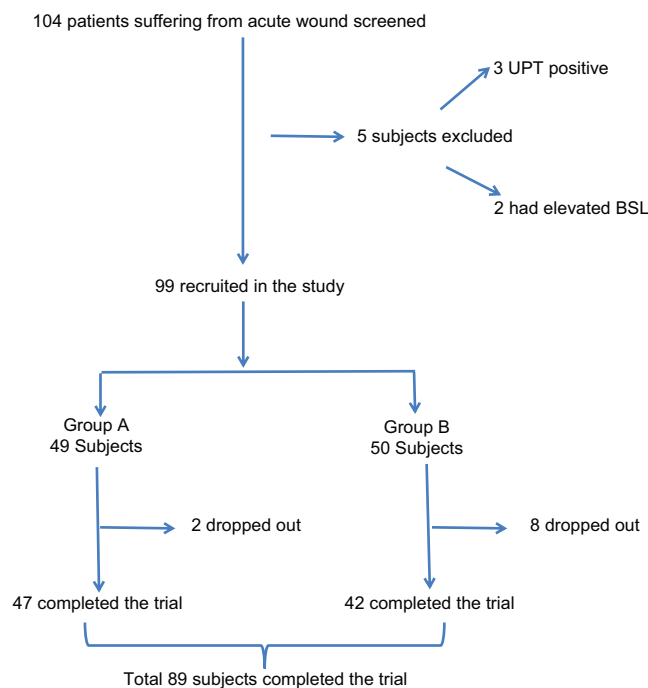 104 patients suffering from acute wound screened
3 UPT positive
5 subjects excluded
2 had elevated BSL
99 recruited in the study
Group A
49 Subjects
Group B
50 Subjects
2 dropped out
8 dropped out
47 completed the trial
42 completed the trial
Total 89 subjects completed the trial